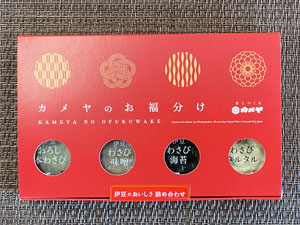 カメヤのお福分け
カメヤ
KAMEYA NO OFUKUWAKE
おろし
本わさび
わさび
味噌
わさび
海苔
わさび
タルタル
伊豆のおいしさ 詰め合わせ